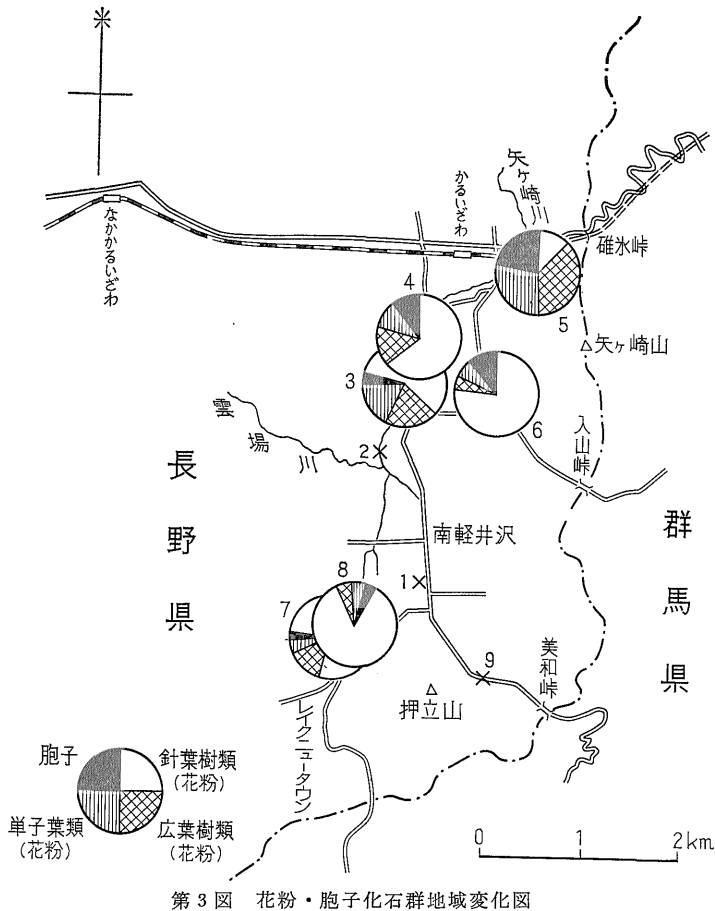 矢ヶ崎川
かるいざわ
なかかるいざわ
碓氷峠
4
5
矢ヶ崎山
3
6
雲場川
2
入山峠
長野県
群馬県
南軽井沢
1
8
7
9
美和峠
押立山
レイクニュータウン
胞子
針葉樹類
(花粉)
単子葉類
(花粉)
広葉樹類
(花粉)
0 1 2km
第3図 花粉・胞子化石群地域変化図